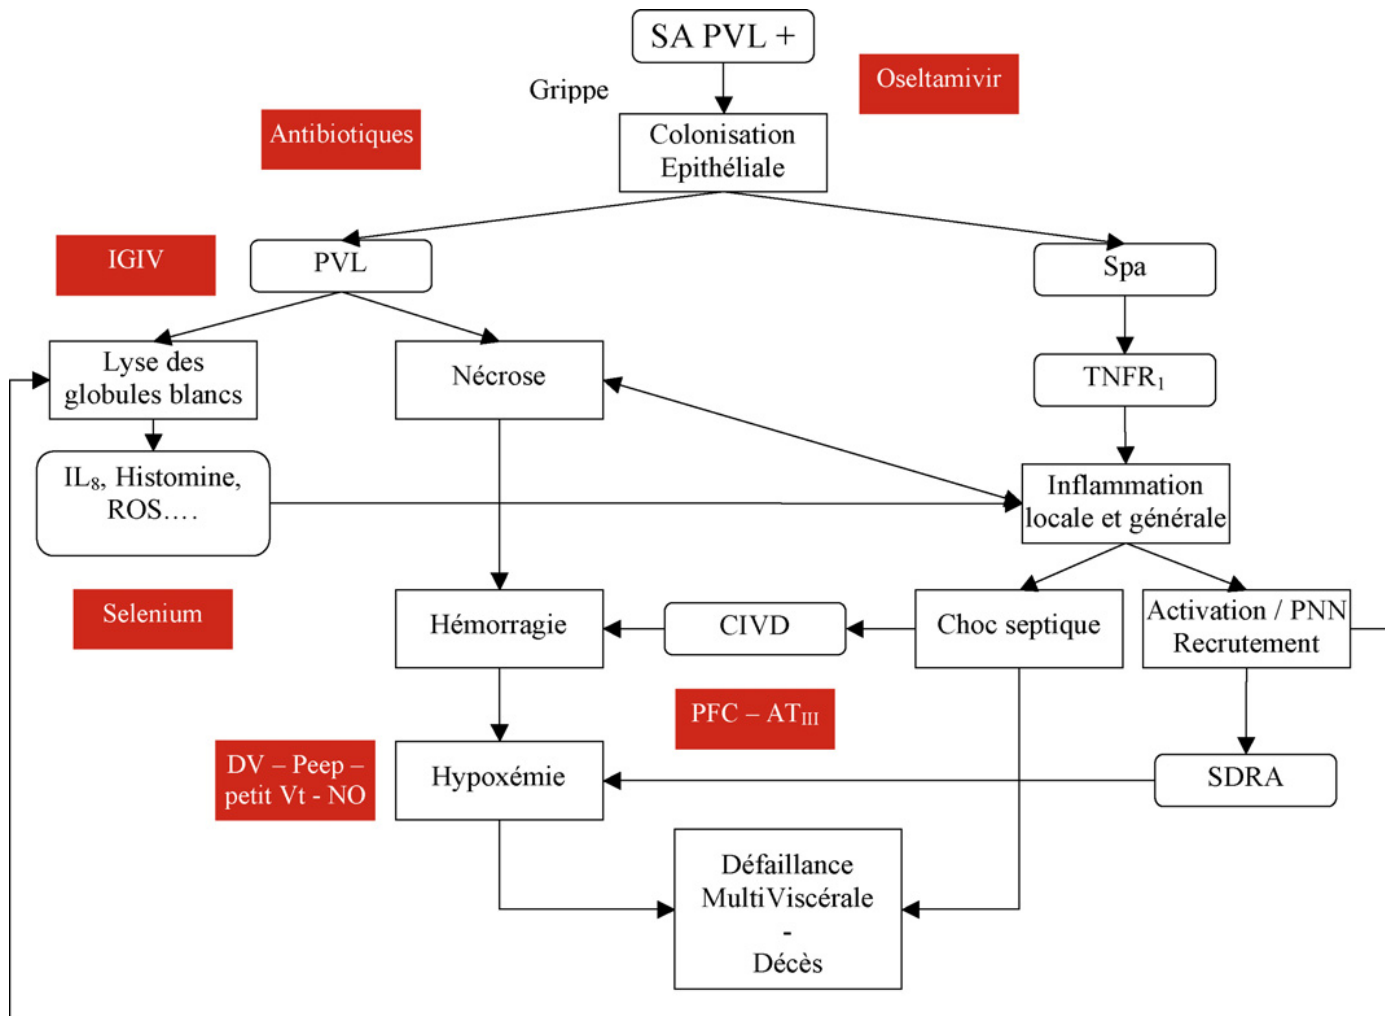 SA PVL +
Grippe
Oseltamivir
Antibiotiques
Colonisation
Epithéliale
IGIV
PVL
Spa
Lyse des
globules blancs
Nécrose
TNFR₁
IL₈, Histomine,
ROS….
Inflammation
locale et générale
Selenium
Hémorragie
CIVD
Choc septique
Activation / PNN
Recrutement
PFC – ATIII
DV – Peep –
petit Vt - NO
Hypoxémie
SDRA
Défaillance
MultiViscérale
-
Décès